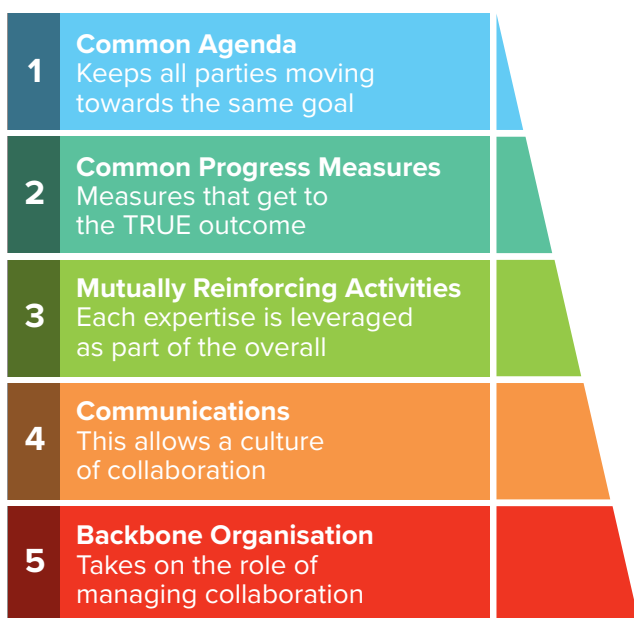 1
Common Agenda
Keeps all parties moving
towards the same goal
2
Common Progress Measures
Measures that get to
the TRUE outcome
3
Mutually Reinforcing Activities
Each expertise is leveraged
as part of the overall
4
Communications
This allows a culture
of collaboration
5
Backbone Organisation
Takes on the role of
managing collaboration